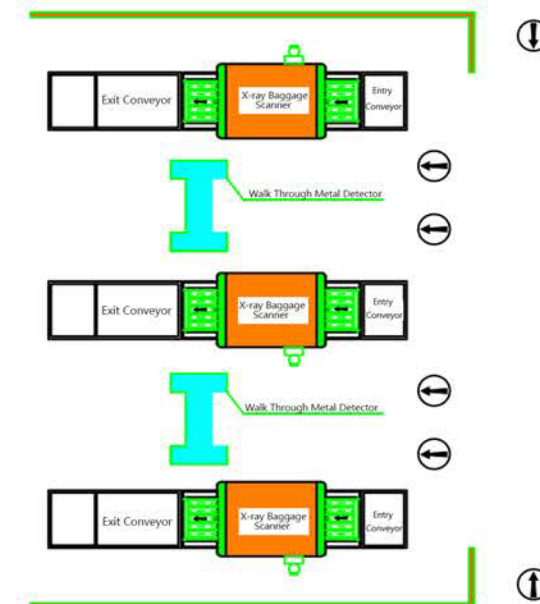 Exit Conveyor
X-ray Baggage
Scanner
Entry
Conveyor
Walk Through Metal Detector
Exit Conveyor
X-ray Baggage
Scanner
Entry
Conveyor
Walk Through Metal Detector
Exit Conveyor
X-ray Baggage
Scanner
Entry
Conveyor